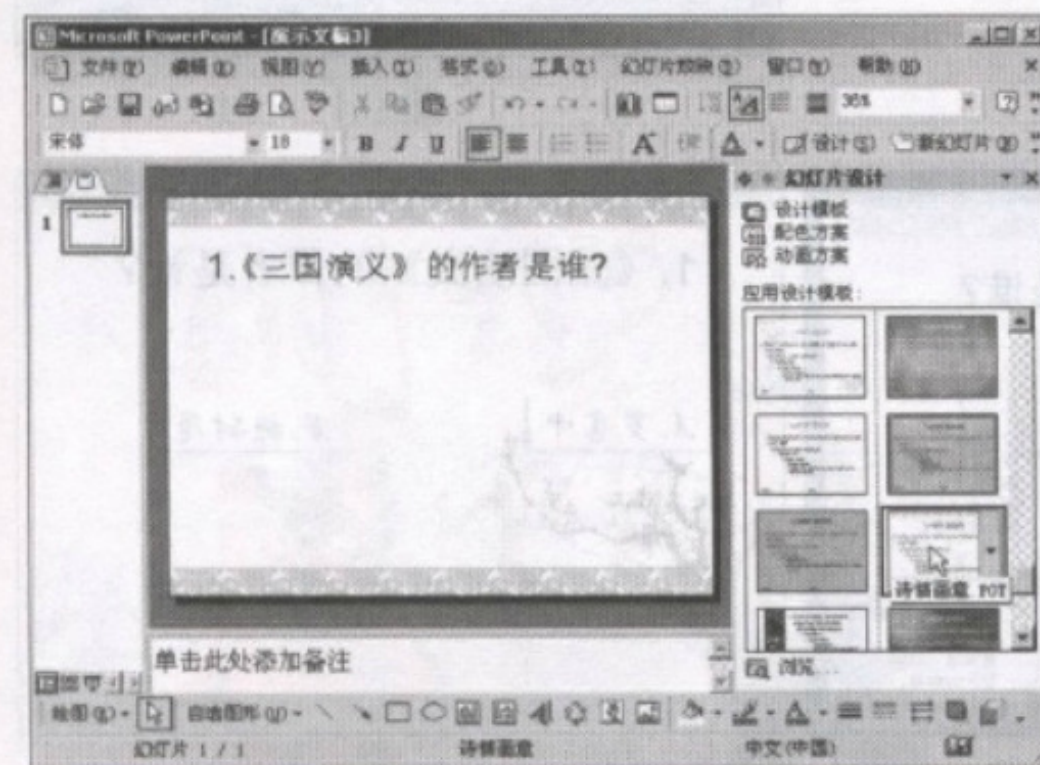 Microsoft PowerPoint - [演示文稿3]
文件(F) 编辑(E) 视图(V) 插入(I) 格式(O) 工具(T) 幻灯片放映(D) 窗口(W) 帮助(H)
36%
宋体 18 B I U 设计(S) 新幻灯片(N)
幻灯片设计
设计模板
配色方案
动画方案
应用设计模板:
1
1.《三国演义》的作者是谁?
诗情画意.POT
单击此处添加备注
浏览...
绘图(D) 自选图形(U)
幻灯片 1 / 1 诗情画意 中文(中国)